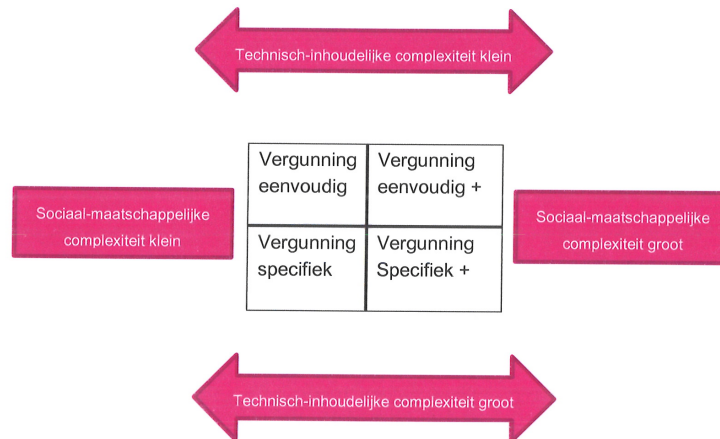 Technisch-inhoudelijke complexiteit klein
Vergunning
eenvoudig
Vergunning
eenvoudig +
Sociaal-maatschappelijke
complexiteit klein
Sociaal-maatschappelijke
complexiteit groot
Vergunning
specifiek
Vergunning
Specifiek +
Technisch-inhoudelijke complexiteit groot